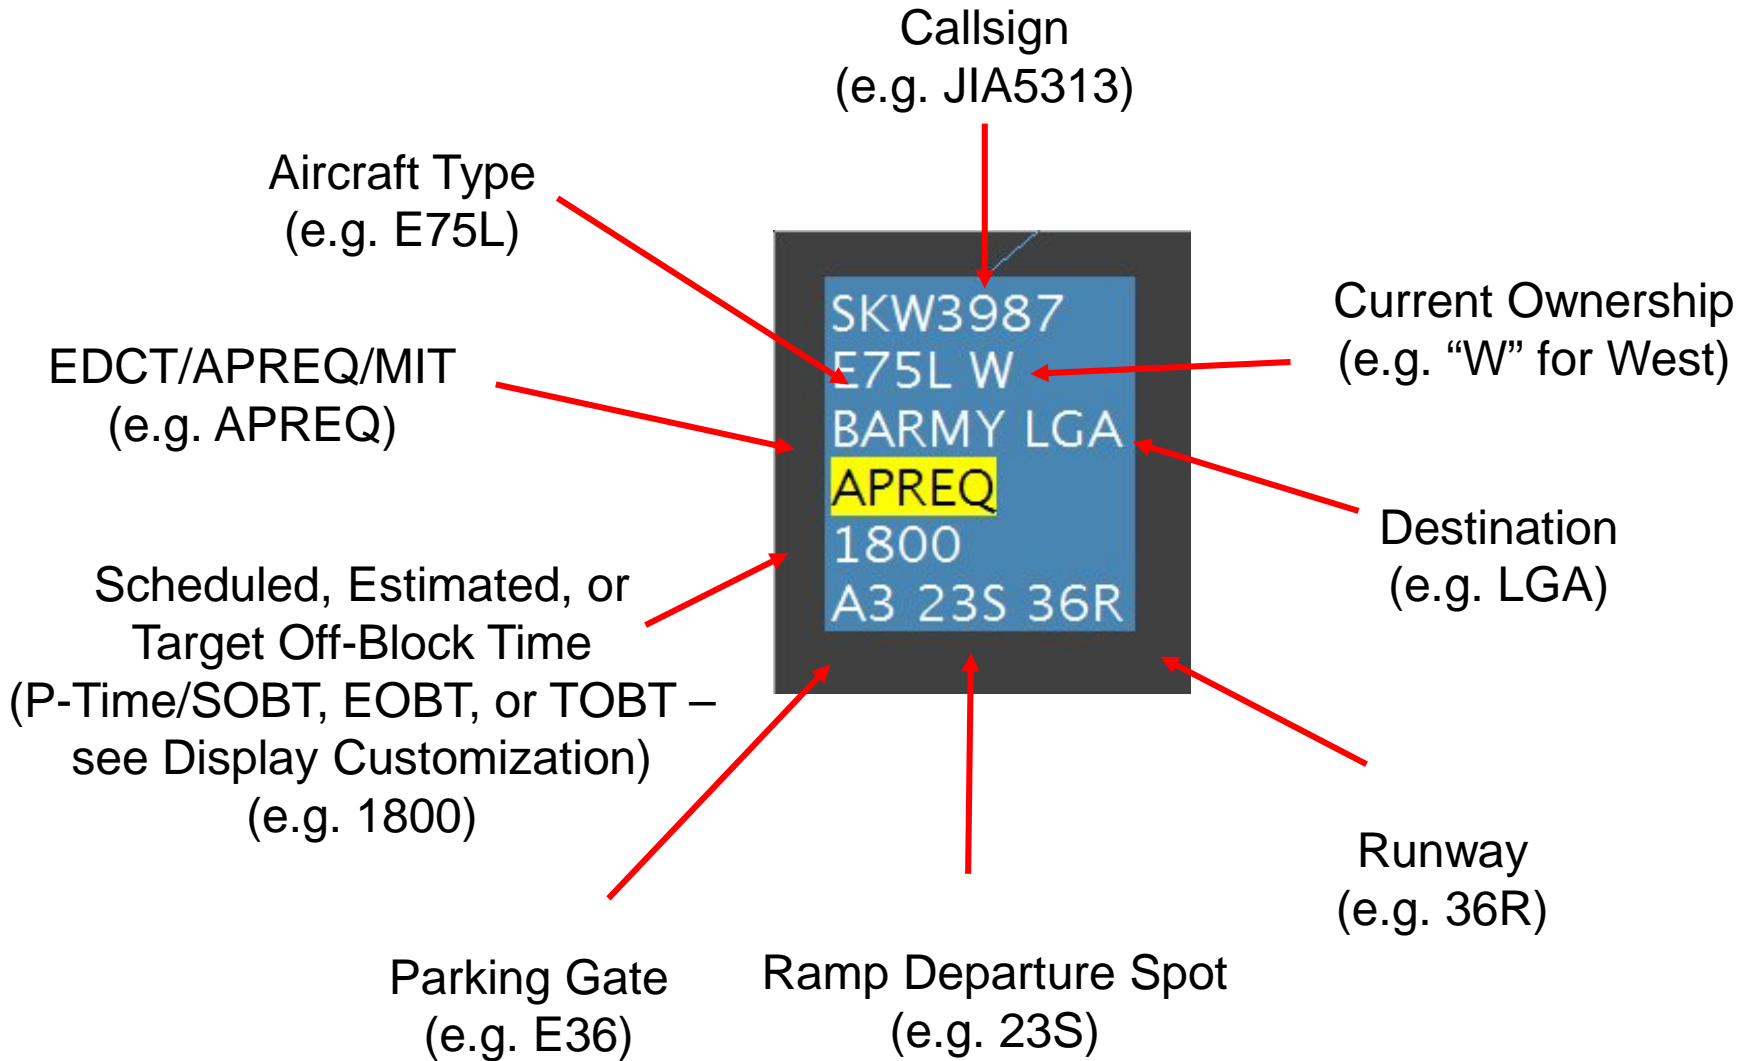 Callsign
(e.g. JIA5313)
Aircraft Type
(e.g. E75L)
EDCT/APREQ/MIT
(e.g. APREQ)
Scheduled, Estimated, or
Target Off-Block Time
(P-Time/SOBT, EOBT, or TOBT –
see Display Customization)
(e.g. 1800)
SKW3987
E75L W
BARMY LGA
APREQ
1800
A3 23S 36R
Current Ownership
(e.g. “W” for West)
Destination
(e.g. LGA)
Runway
(e.g. 36R)
Parking Gate
(e.g. E36)
Ramp Departure Spot
(e.g. 23S)